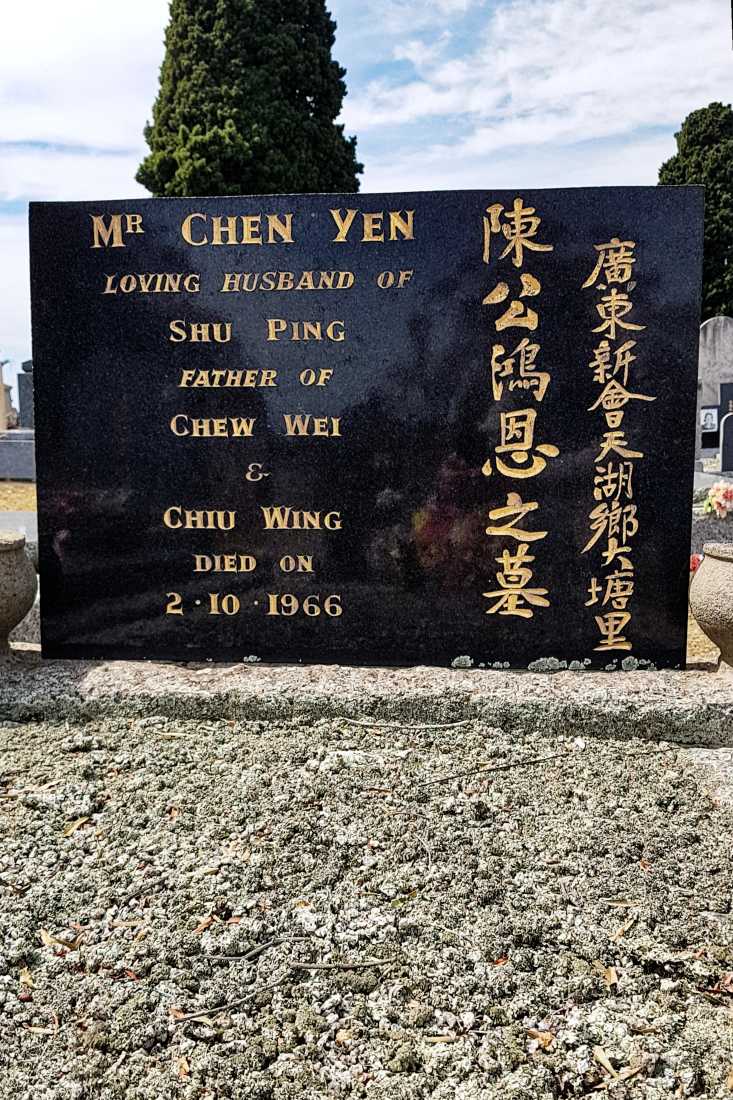 MR CHEN YEN
LOVING HUSBAND OF
SHU PING
FATHER OF
CHEW WEI
&
CHIU WING
DIED ON
2·10·1966
廣東新會天湖鄉大塘里
陳公鴻恩之墓